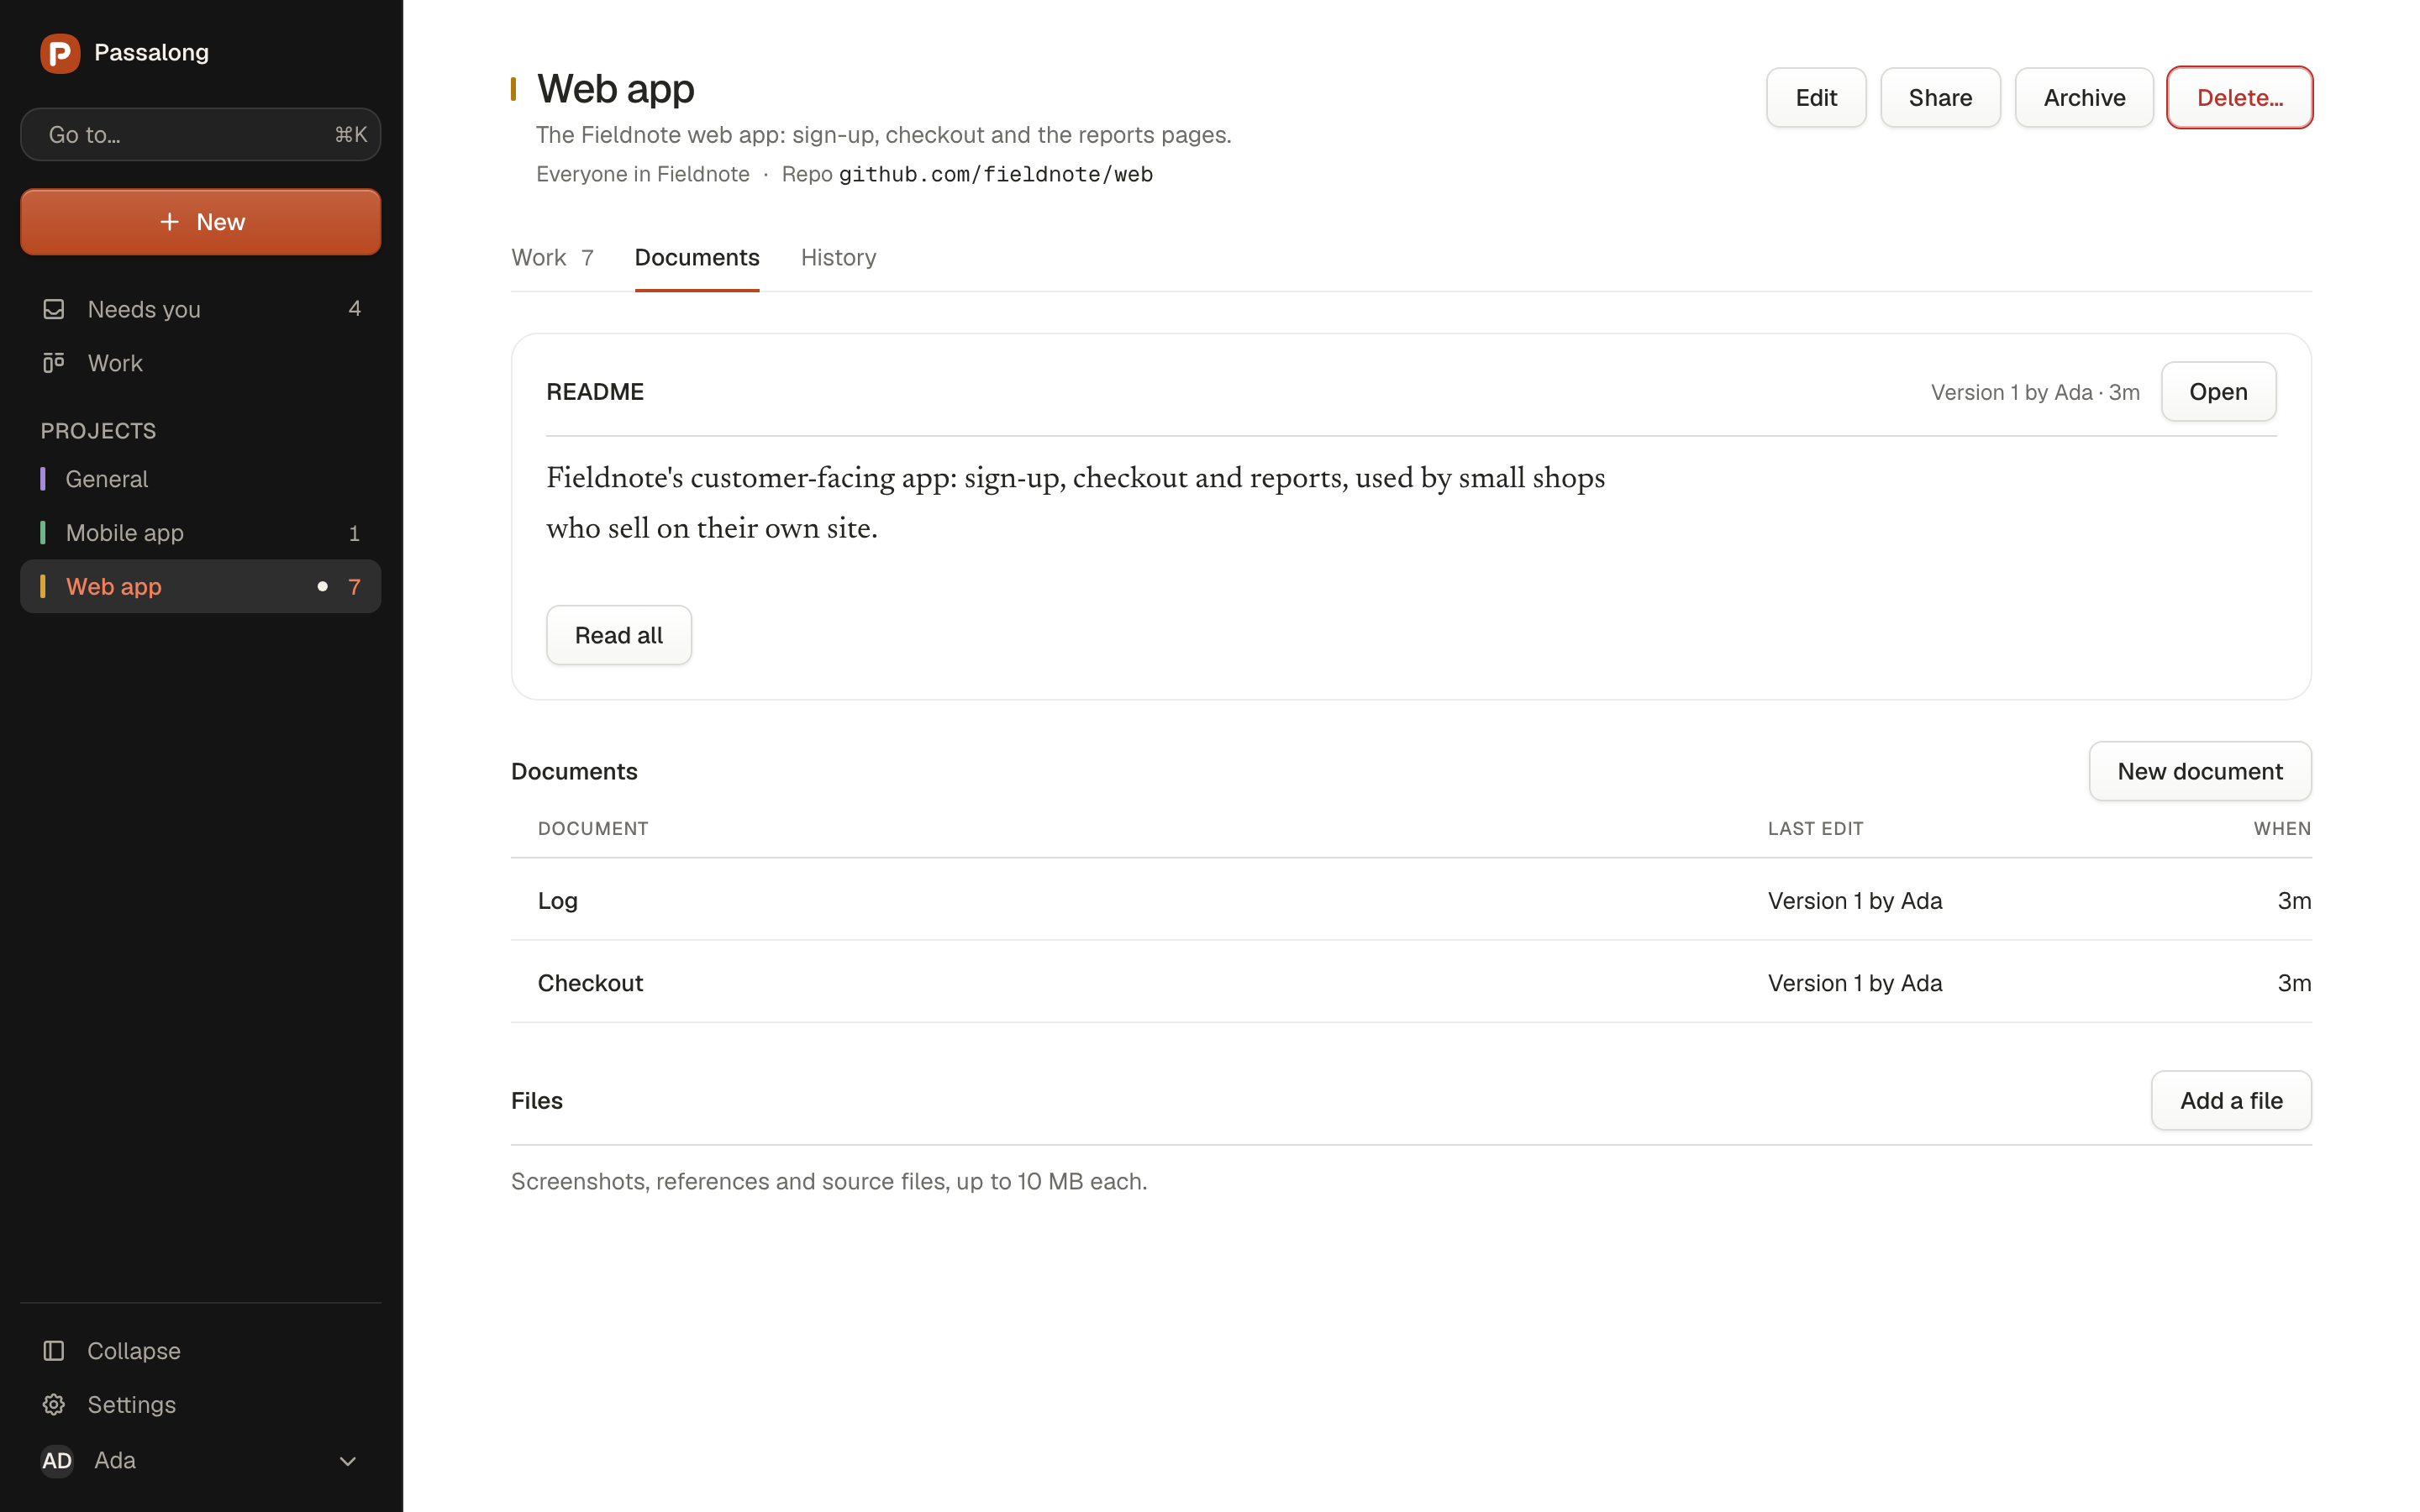 Passalong
Go to… ⌘K
+ New
Needs you 4
Work
PROJECTS
General
Mobile app 1
Web app 7
Collapse
Settings
AD Ada
Web app
The Fieldnote web app: sign-up, checkout and the reports pages.
Everyone in Fieldnote · Repo github.com/fieldnote/web
Edit Share Archive Delete…
Work 7 Documents History
README Version 1 by Ada · 3m Open
Fieldnote's customer-facing app: sign-up, checkout and reports, used by small shops
who sell on their own site.
Read all
Documents New document
DOCUMENT LAST EDIT WHEN
Log Version 1 by Ada 3m
Checkout Version 1 by Ada 3m
Files Add a file
Screenshots, references and source files, up to 10 MB each.